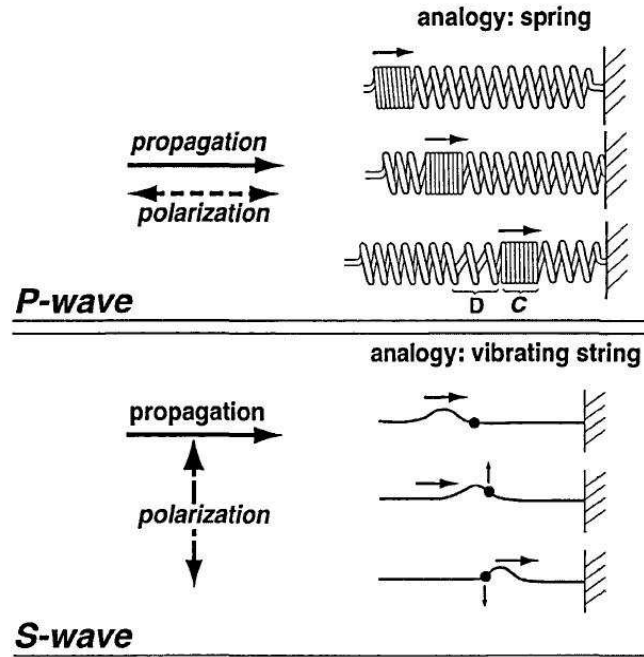 analogy: spring
propagation
polarization
D C
P-wave
analogy: vibrating string
propagation
polarization
S-wave